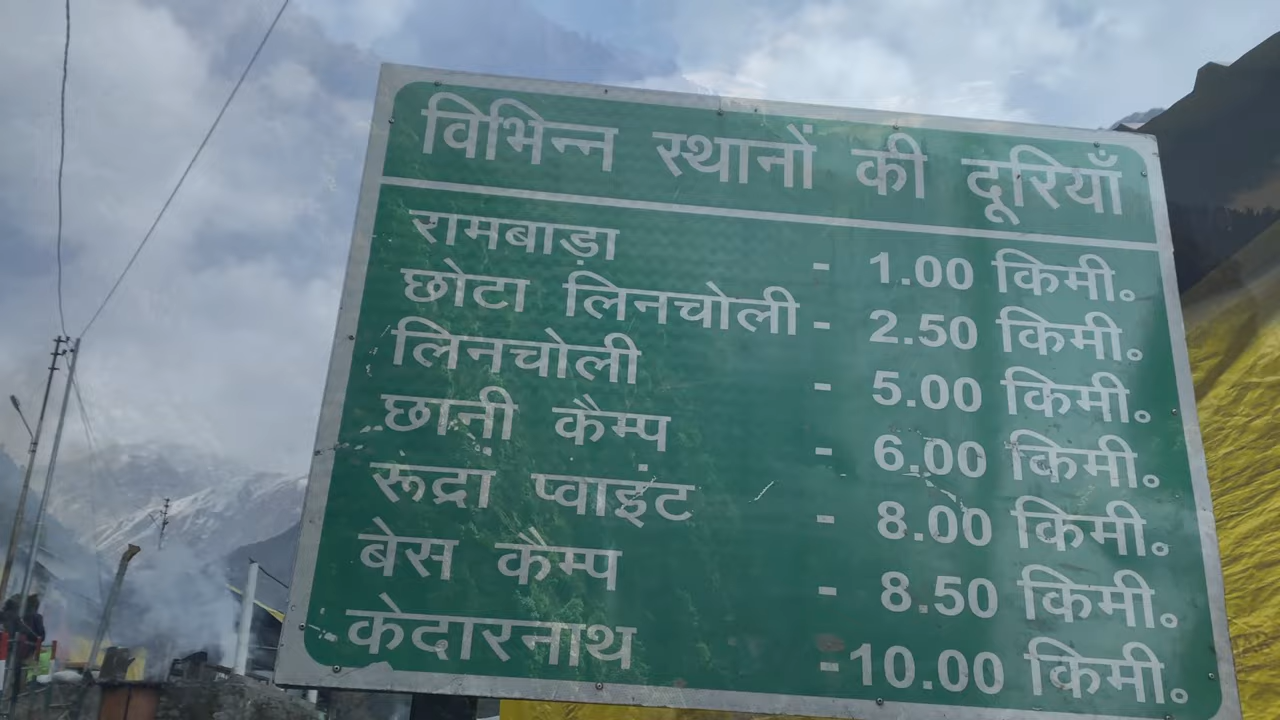 विभिन्न स्थानों की दूरियाँ
रामबाड़ा - 1.00 किमी.
छोटा लिनचोली - 2.50 किमी.
लिनचोली - 5.00 किमी.
छानी कैम्प - 6.00 किमी.
रूद्रा प्वाइंट - 8.00 किमी.
बेस कैम्प - 8.50 किमी.
केदारनाथ - 10.00 किमी.